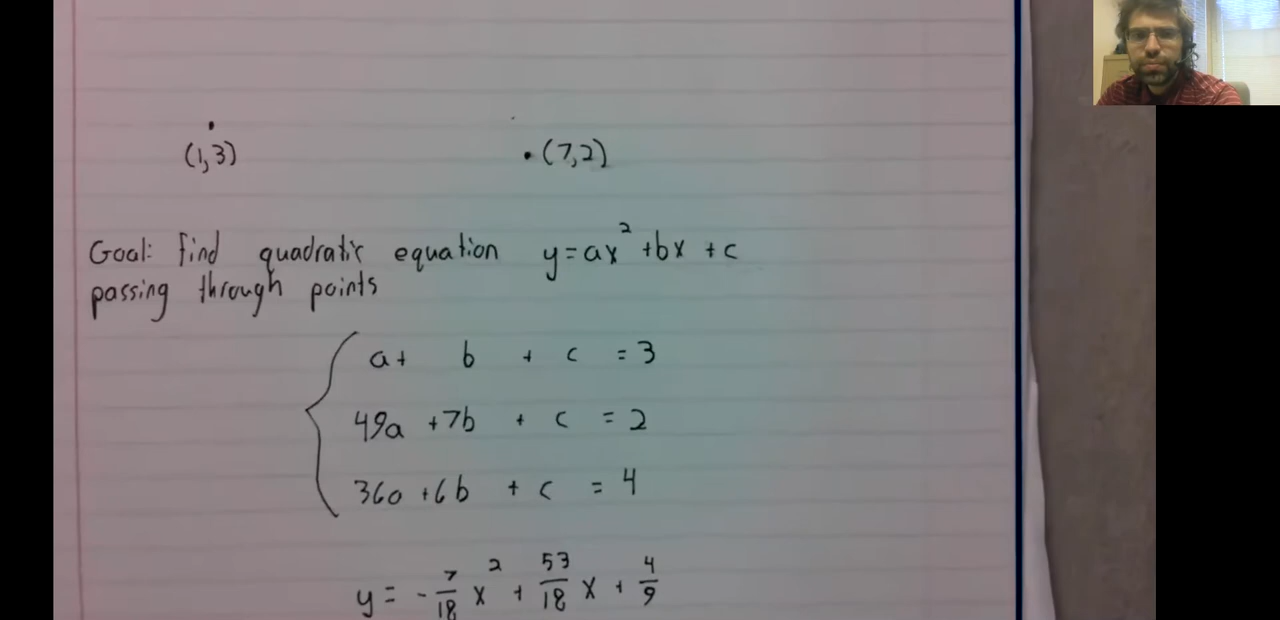 (1,3) (7,2)
Goal: find quadratic equation y=ax²+bx+c
passing through points
a+ b + c = 3
49a +7b + c = 2
36a +6b + c = 4
y = -7/18 x² + 53/18 x + 4/9